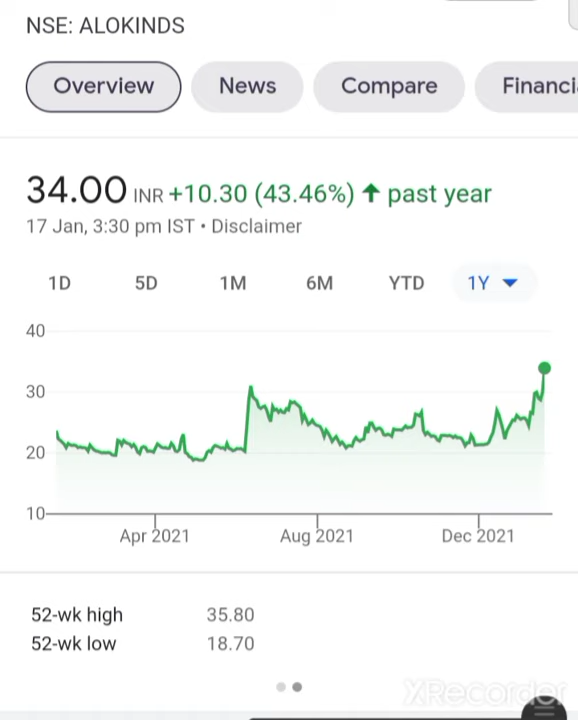 NSE: ALOKINDS
Overview News Compare Financi
34.00 INR +10.30 (43.46%) ↑ past year
17 Jan, 3:30 pm IST • Disclaimer
1D 5D 1M 6M YTD 1Y
40
30
20
10
Apr 2021 Aug 2021 Dec 2021
52-wk high 35.80
52-wk low 18.70
XRecorder